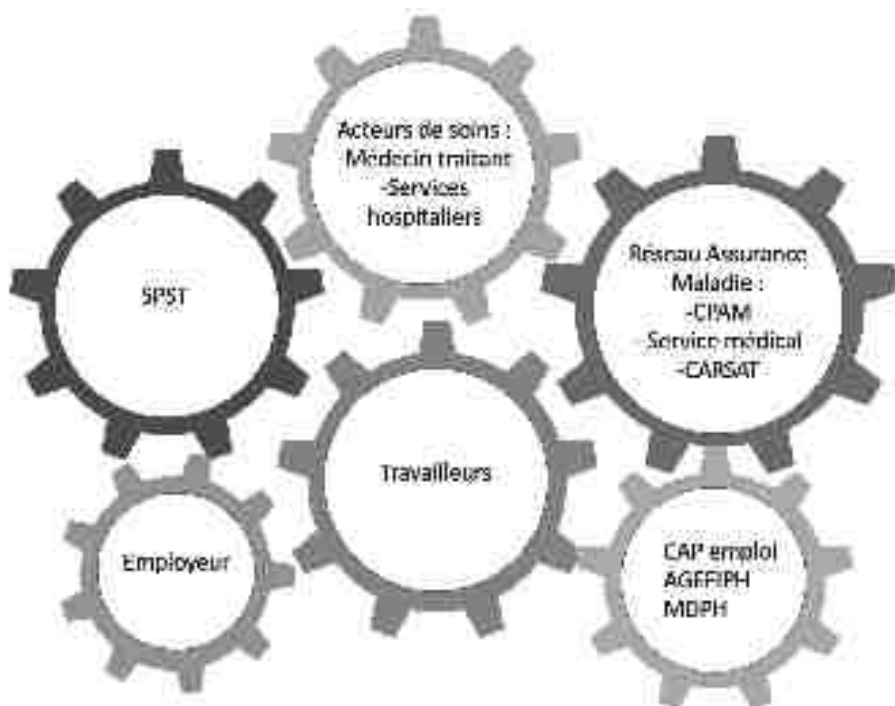 Acteurs de soins :
-Médecin traitant
-Services
hospitaliers
SPST
Réseau Assurance
Maladie :
-CPAM
-Service médical
-CARSAT
Travailleurs
Employeur
CAP emploi
AGEFIPH
MDPH